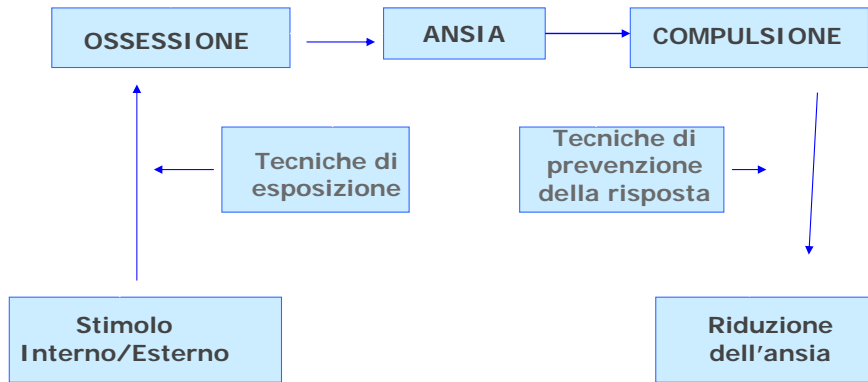 OSSESSIONE
ANSIA
COMPULSIONE
Tecniche di
esposizione
Tecniche di
prevenzione
della risposta
Stimolo
Interno/Esterno
Riduzione
dell'ansia